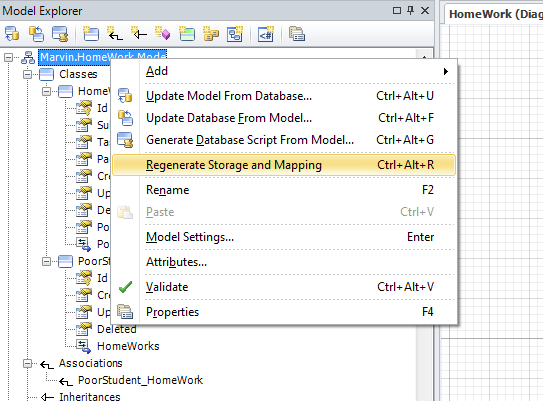 Model Explorer
HomeWork (Diag
Marvin.HomeWork.Mode
Classes
HomeW
Id
Su
Ta
Pa
Cre
Up
De
Po
Po
PoorSt
Id
Cre
Up
Deleted
HomeWorks
Associations
PoorStudent_HomeWork
Inheritances
Add
Update Model From Database... Ctrl+Alt+U
Update Database From Model... Ctrl+Alt+F
Generate Database Script From Model... Ctrl+Alt+G
Regenerate Storage and Mapping Ctrl+Alt+R
Rename F2
Paste Ctrl+V
Model Settings... Enter
Attributes...
Validate Ctrl+Alt+V
Properties F4